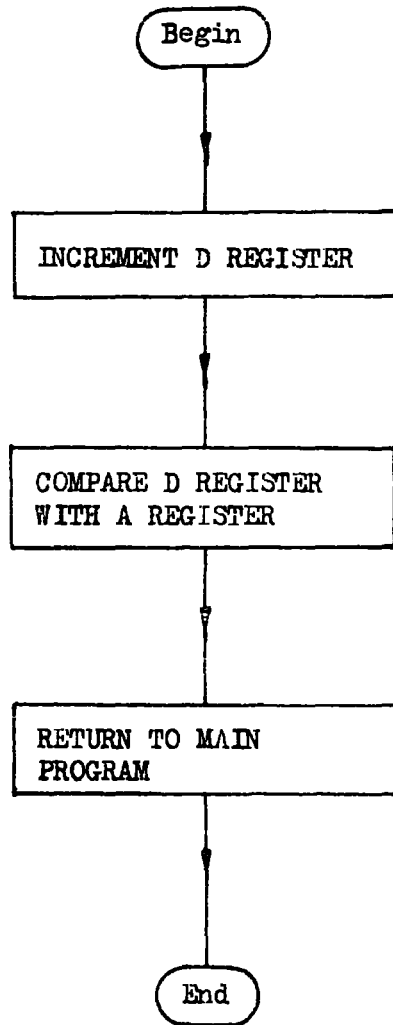 Begin
INCREMENT D REGISTER
COMPARE D REGISTER
WITH A REGISTER
RETURN TO MAIN
PROGRAM
End